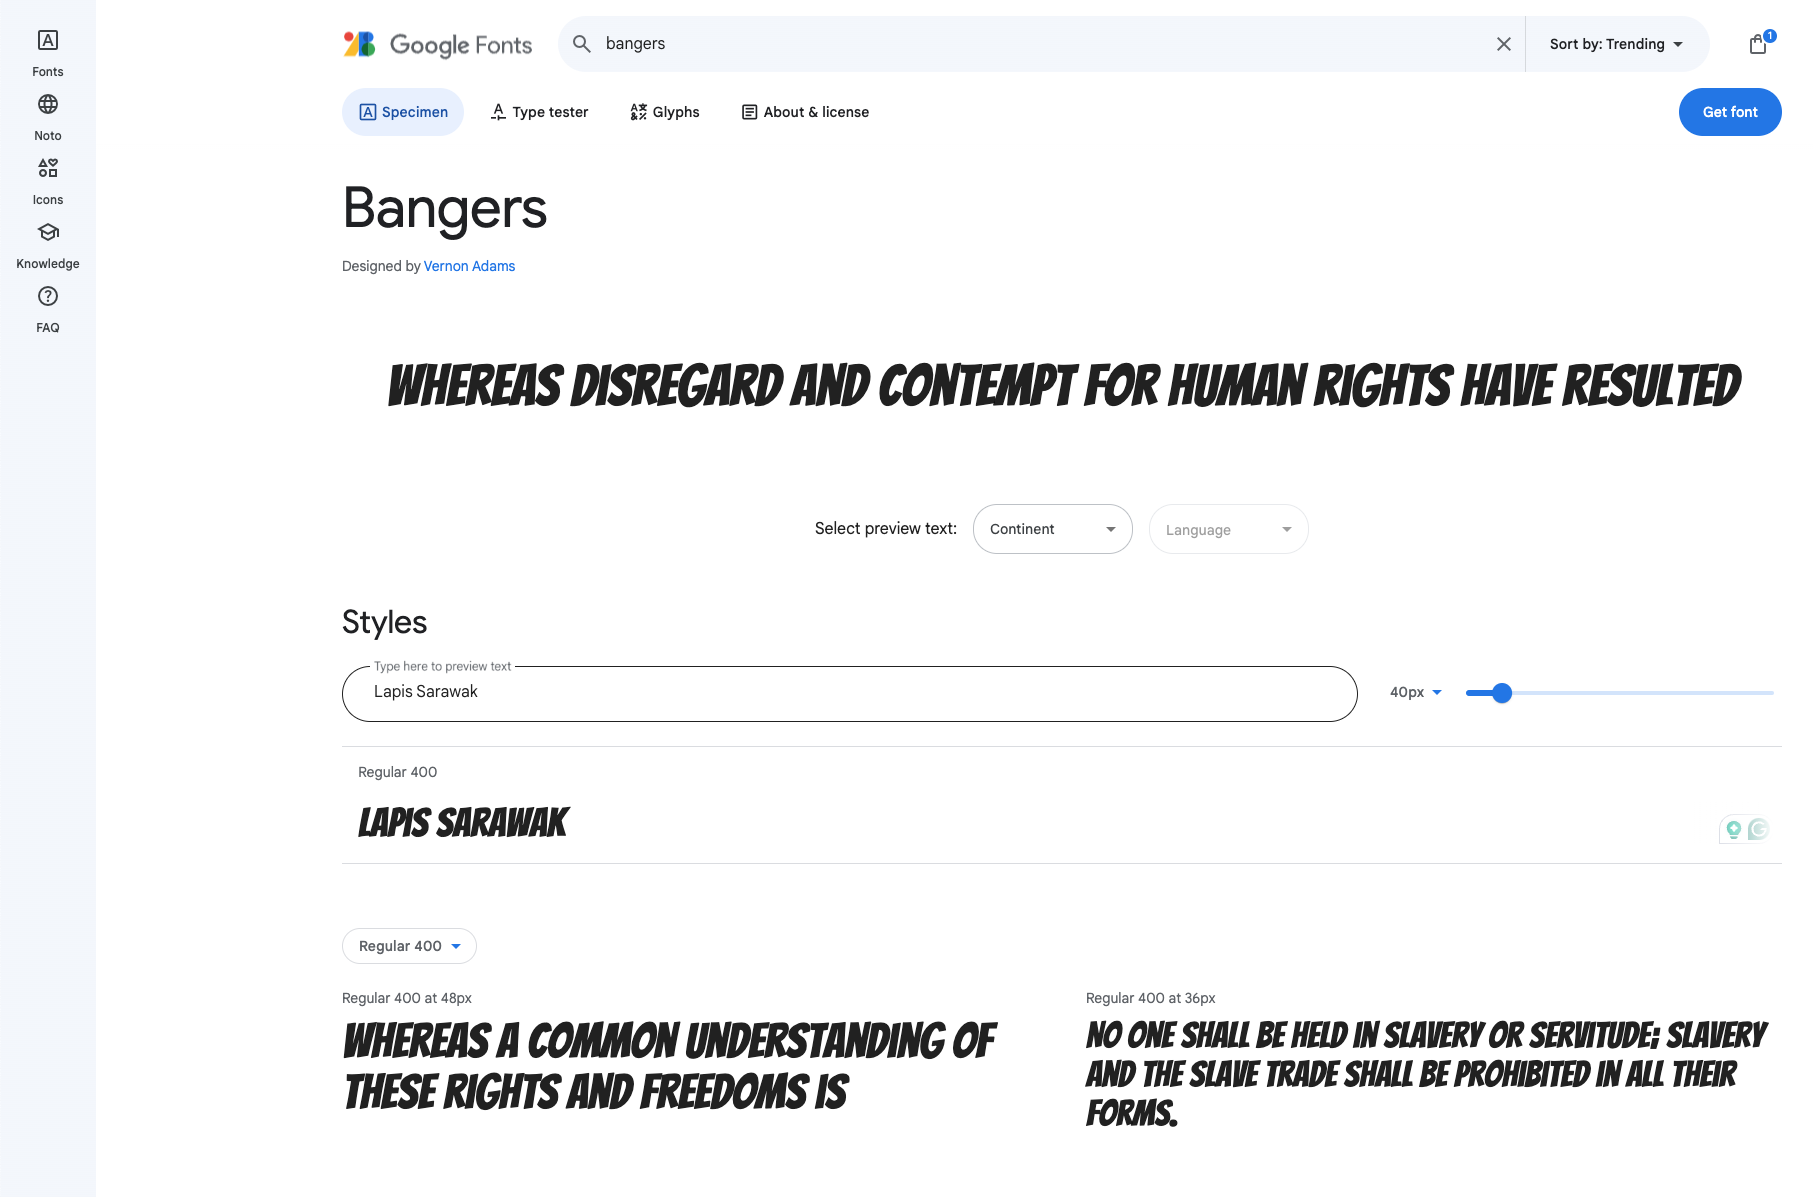 Fonts
Noto
Icons
Knowledge
FAQ
Google Fonts
bangers
Sort by: Trending
1
Specimen
Type tester
Glyphs
About & license
Get font
Bangers
Designed by Vernon Adams
WHEREAS DISREGARD AND CONTEMPT FOR HUMAN RIGHTS HAVE RESULTED
Select preview text:
Continent
Language
Styles
Type here to preview text
Lapis Sarawak
40px
Regular 400
LAPIS SARAWAK
Regular 400
Regular 400 at 48px
WHEREAS A COMMON UNDERSTANDING OF
THESE RIGHTS AND FREEDOMS IS
Regular 400 at 36px
NO ONE SHALL BE HELD IN SLAVERY OR SERVITUDE; SLAVERY
AND THE SLAVE TRADE SHALL BE PROHIBITED IN ALL THEIR
FORMS.